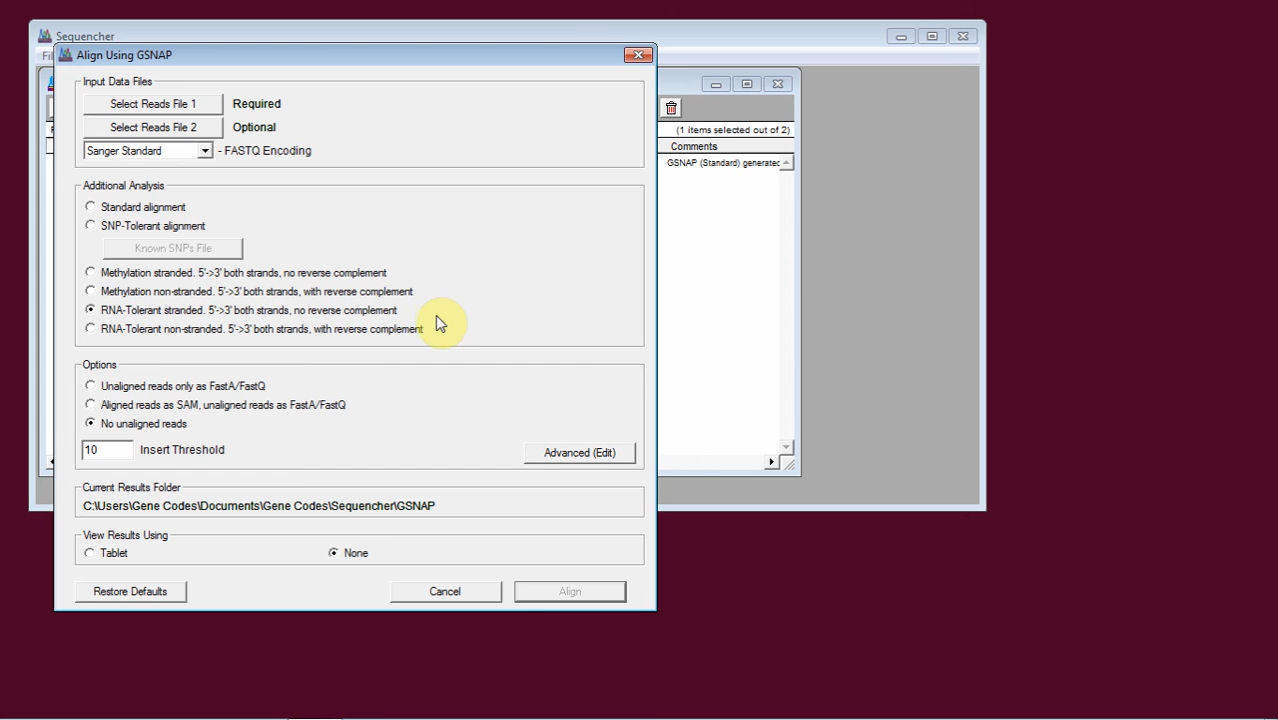 Sequencher
Fil
Align Using GSNAP
Input Data Files
Select Reads File 1 Required
Select Reads File 2 Optional
Sanger Standard - FASTQ Encoding
(1 items selected out of 2)
Comments
GSNAP (Standard) generated
Additional Analysis
Standard alignment
SNP-Tolerant alignment
Known SNPs File
Methylation stranded. 5'->3' both strands, no reverse complement
Methylation non-stranded. 5'->3' both strands, with reverse complement
RNA-Tolerant stranded. 5'->3' both strands, no reverse complement
RNA-Tolerant non-stranded. 5'->3' both strands, with reverse complement
Options
Unaligned reads only as FastA/FastQ
Aligned reads as SAM, unaligned reads as FastA/FastQ
No unaligned reads
10 Insert Threshold
Advanced (Edit)
Current Results Folder
C:\Users\Gene Codes\Documents\Gene Codes\Sequencher\GSNAP
View Results Using
Tablet None
Restore Defaults Cancel Align